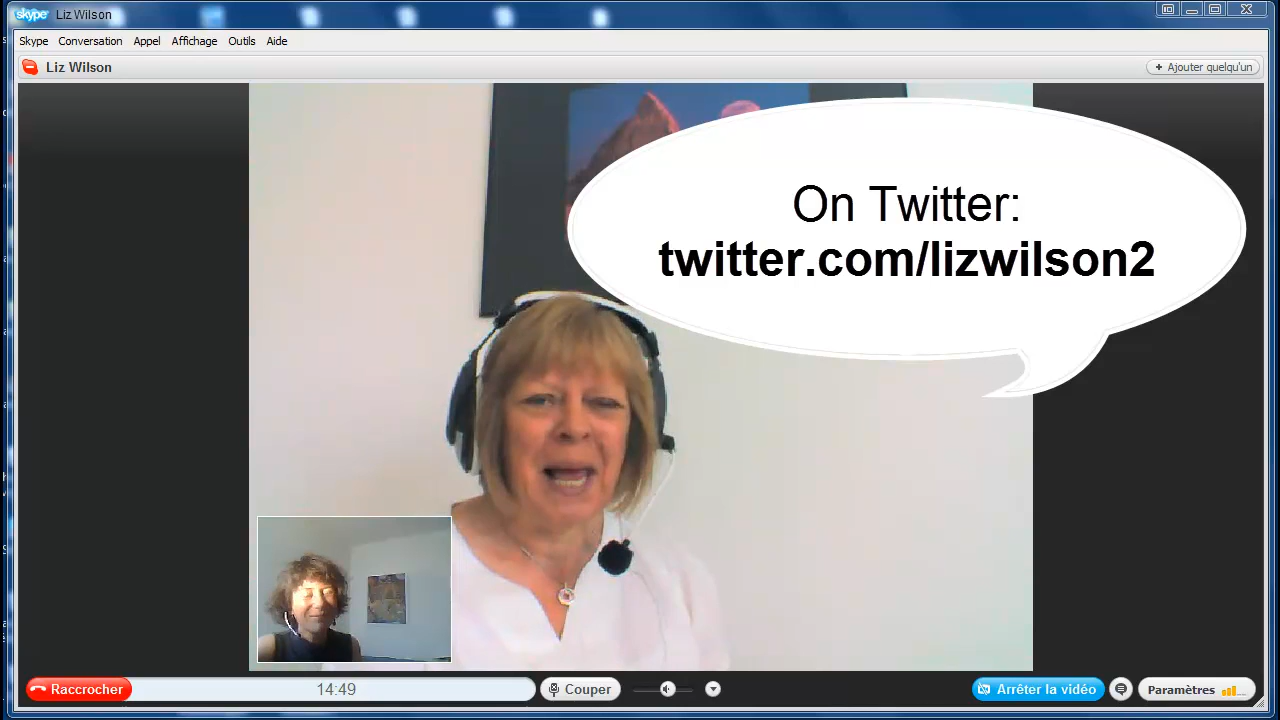 skype Liz Wilson
Skype Conversation Appel Affichage Outils Aide
Liz Wilson
+ Ajouter quelqu'un
On Twitter:
twitter.com/lizwilson2
Raccrocher
14:49
Couper
Arrêter la vidéo
Paramètres